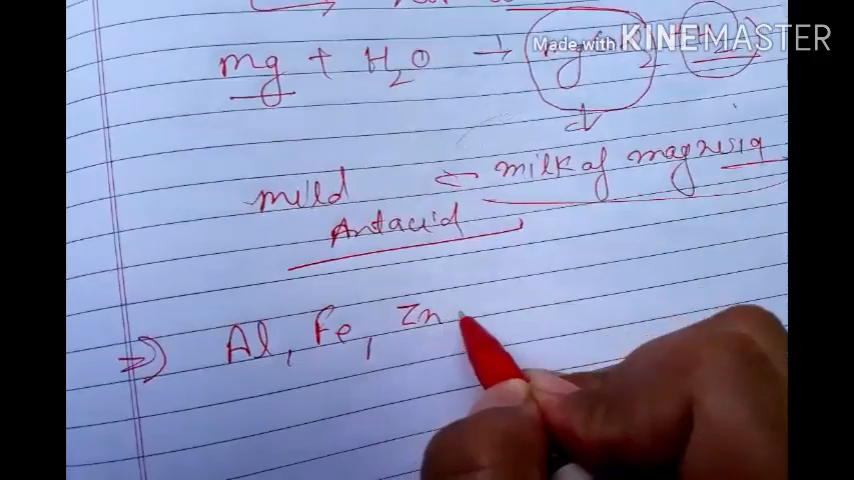 Made with KINEMASTER
mg + H2O →
milk of magnesia
mild ←
Antacid
⇒ Al, Fe, Zn